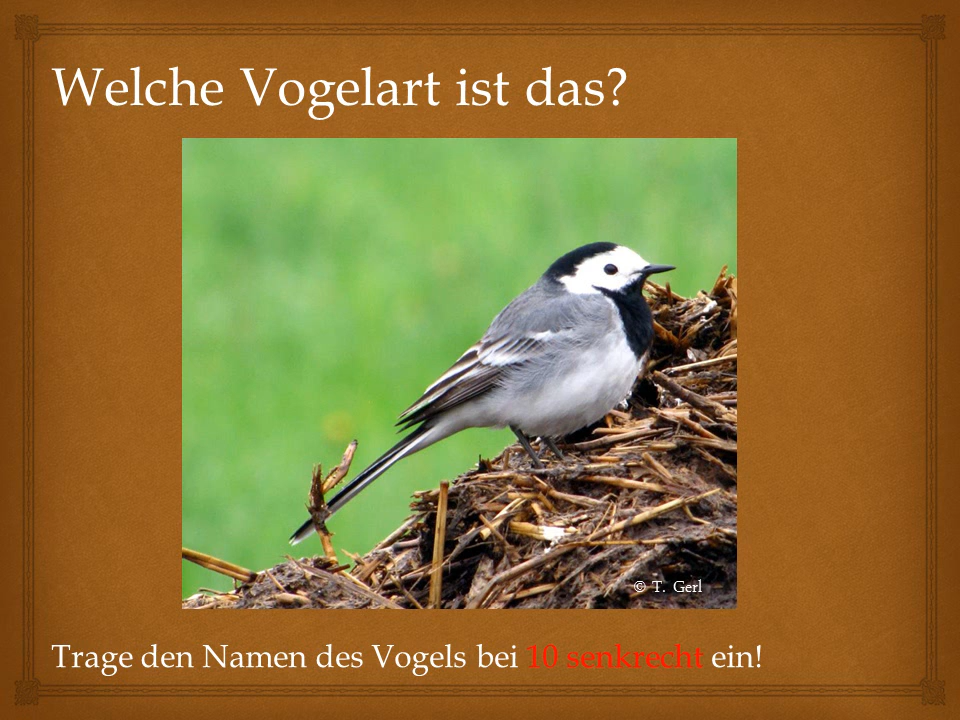 Welche Vogelart ist das?
© T. Gerl
Trage den Namen des Vogels bei 10 senkrecht ein!